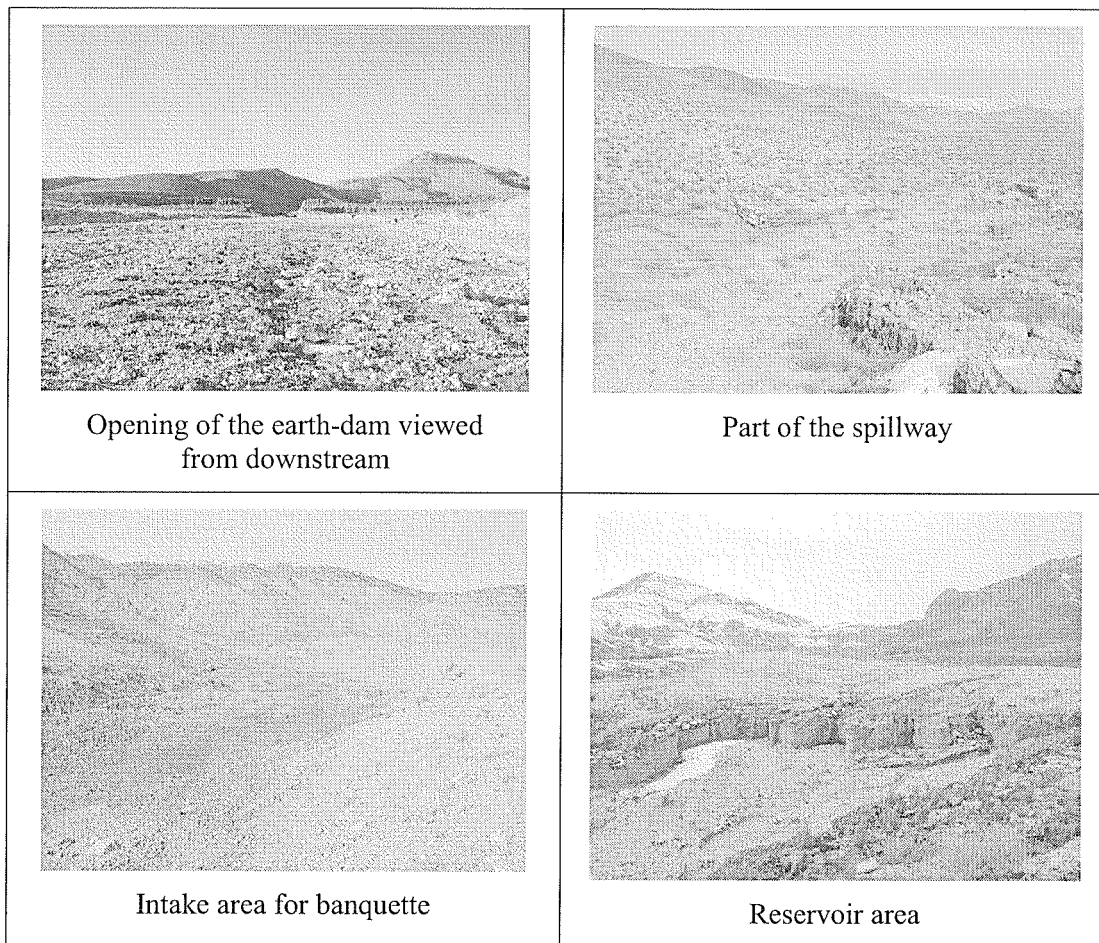 Opening of the earth-dam viewed
from downstream
Part of the spillway
Intake area for banquette
Reservoir area